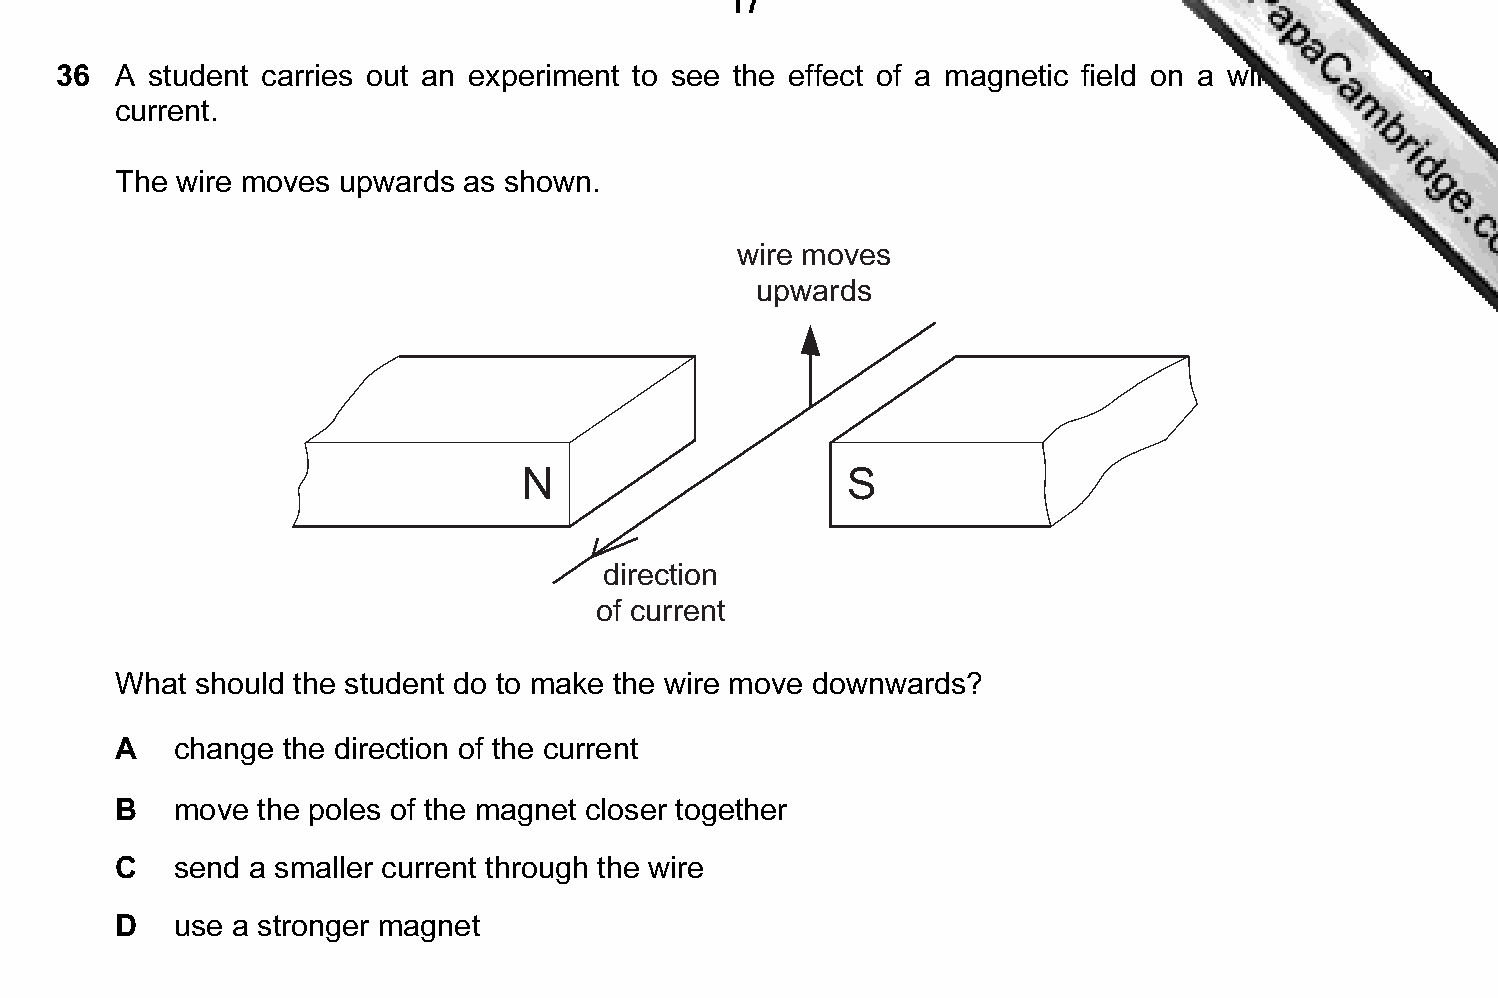 17
36 A student carries out an experiment to see the effect of a magnetic field on a
current.
The wire moves upwards as shown.
wire moves
upwards
N
S
direction
of current
What should the student do to make the wire move downwards?
A change the direction of the current
B move the poles of the magnet closer together
C send a smaller current through the wire
D use a stronger magnet
PapaCambridge.co